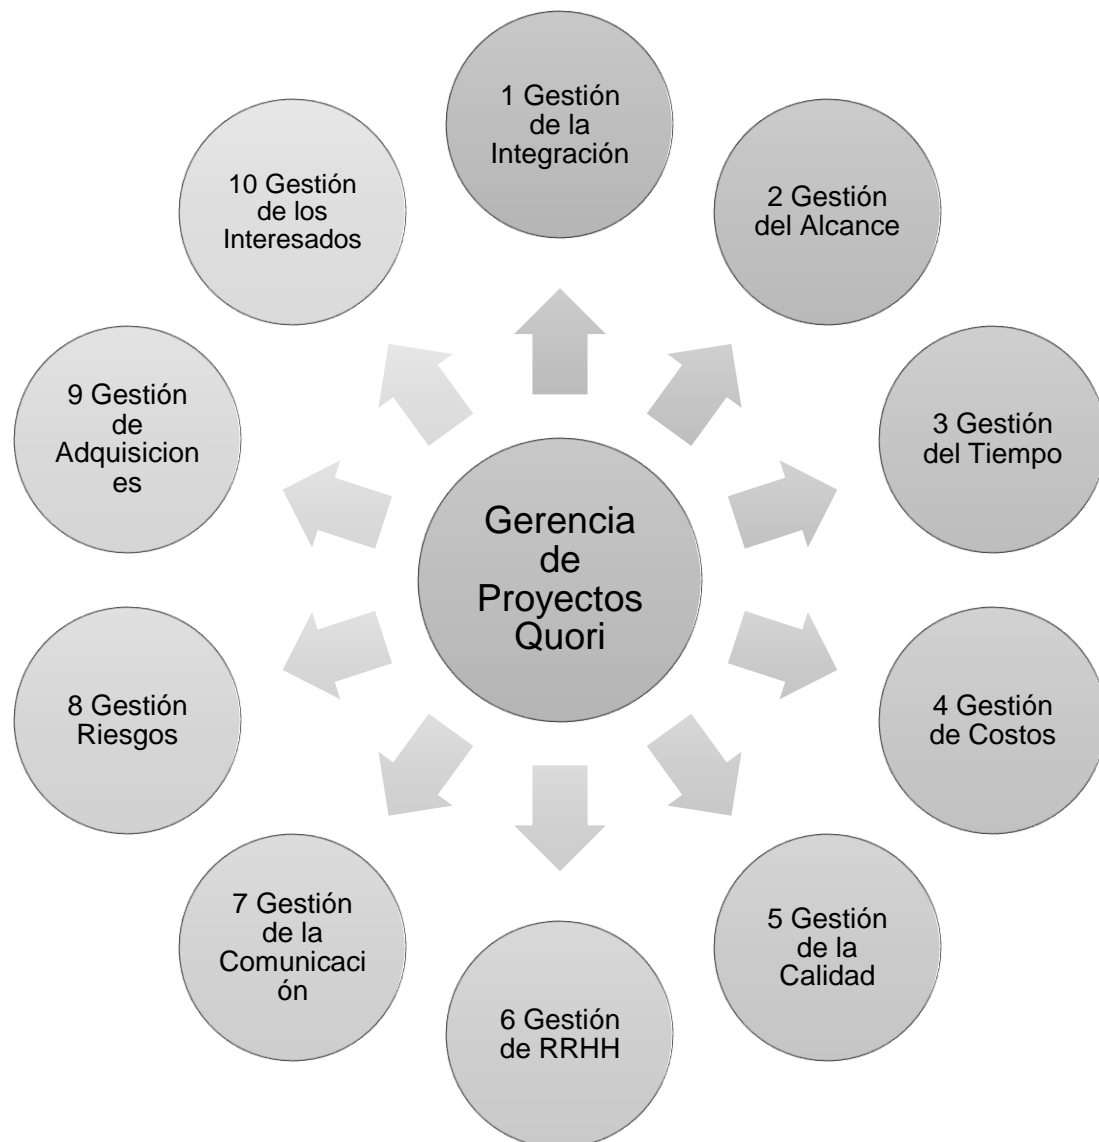 1 Gestión
de la
Integración
2 Gestión
del Alcance
3 Gestión
del Tiempo
4 Gestión
de Costos
5 Gestión
de la
Calidad
6 Gestión
de RRHH
7 Gestión
de la
Comunicaci
ón
8 Gestión
Riesgos
9 Gestión
de
Adquisicion
es
10 Gestión
de los
Interesados
Gerencia
de
Proyectos
Quori